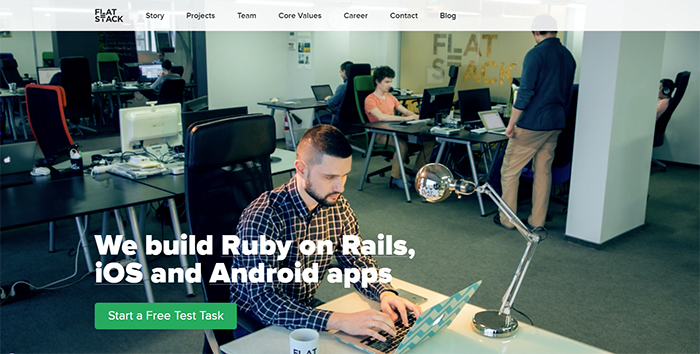 FLAT
STACK
Story Projects Team Core Values Career Contact Blog
FLAT
STACK
We build Ruby on Rails,
iOS and Android apps
Start a Free Test Task
FLAT